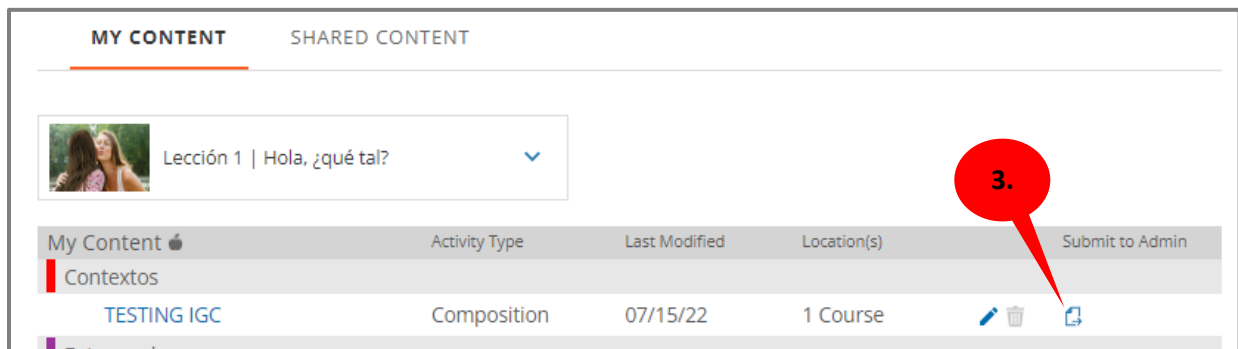 MY CONTENT SHARED CONTENT
Lección 1 | Hola, ¿qué tal?
3.
My Content Activity Type Last Modified Location(s) Submit to Admin
Contextos
TESTING IGC Composition 07/15/22 1 Course